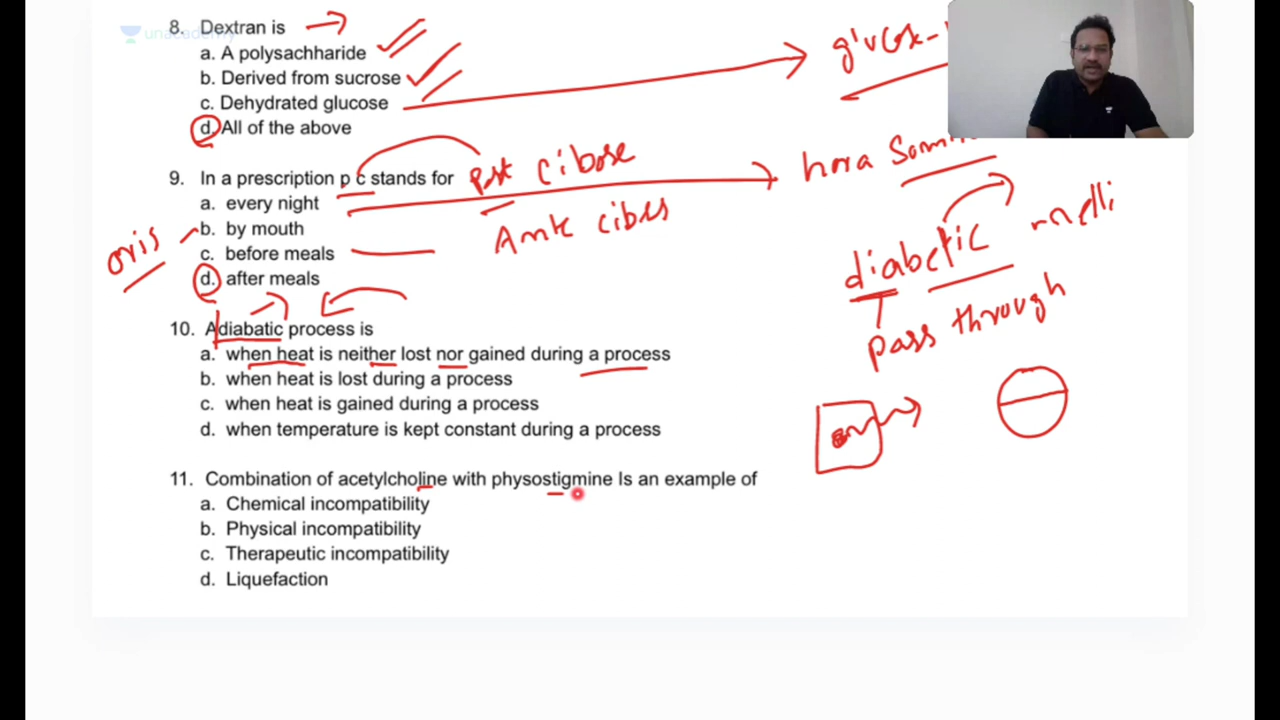 8. Dextran is
unacademy
a. A polysachharide
b. Derived from sucrose
c. Dehydrated glucose
d. All of the above
9. In a prescription p c stands for post cibose
a. every night
hora
Ante cibes
b. by mouth
oris
c. before meals
d. after meals
diabetic melli
pass through
10. Adiabatic process is
a. when heat is neither lost nor gained during a process
b. when heat is lost during a process
c. when heat is gained during a process
d. when temperature is kept constant during a process
11. Combination of acetylcholine with physostigmine Is an example of
a. Chemical incompatibility
b. Physical incompatibility
c. Therapeutic incompatibility
d. Liquefaction